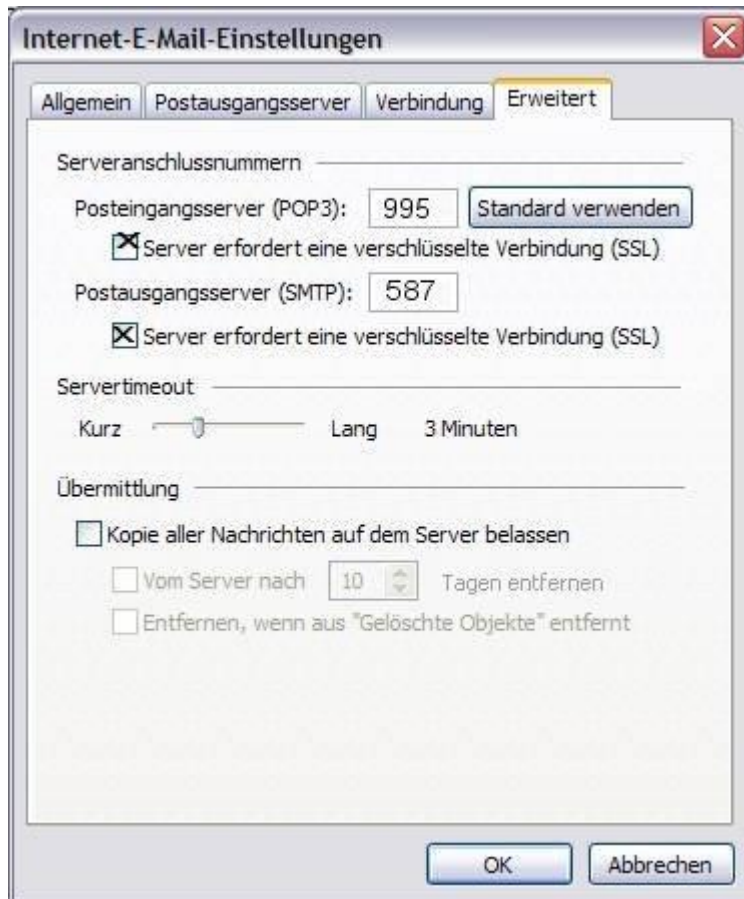 Internet-E-Mail-Einstellungen
Allgemein Postausgangsserver Verbindung Erweitert
Serveranschlussnummern
Posteingangsserver (POP3): 995 Standard verwenden
Server erfordert eine verschlüsselte Verbindung (SSL)
Postausgangsserver (SMTP): 587
Server erfordert eine verschlüsselte Verbindung (SSL)
Servertimeout
Kurz Lang 3 Minuten
Übermittlung
Kopie aller Nachrichten auf dem Server belassen
Vom Server nach 10 Tagen entfernen
Entfernen, wenn aus "Gelöschte Objekte" entfernt
OK Abbrechen